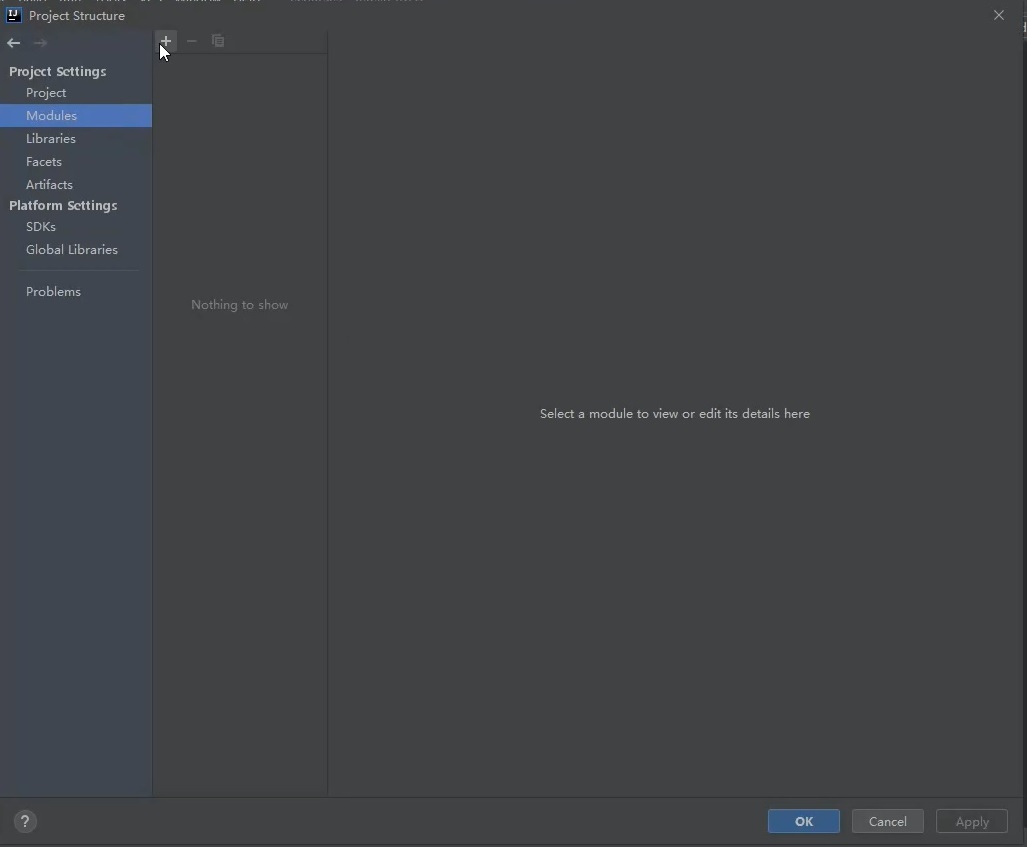 Project Structure
Project Settings
Project
Modules
Libraries
Facets
Artifacts
Platform Settings
SDKs
Global Libraries
Problems
Nothing to show
Select a module to view or edit its details here
?
OK
Cancel
Apply